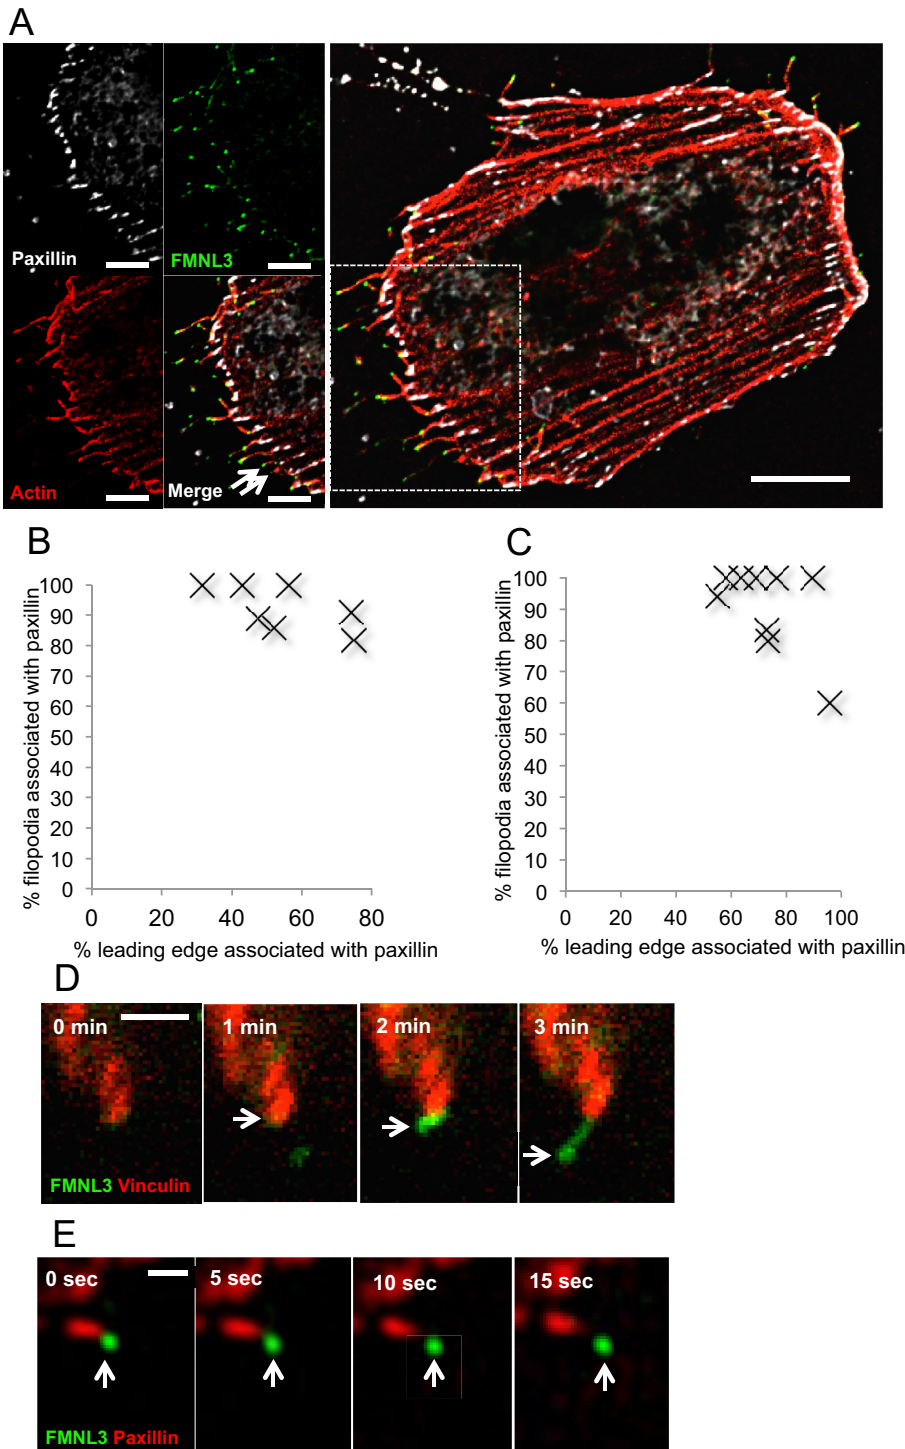 A
Paxillin
FMNL3
Actin
Merge
B
% filopodia associated with paxillin
100
90
80
70
60
50
40
30
20
10
0
0 20 40 60 80
% leading edge associated with paxillin
C
% filopodia associated with paxillin
100
90
80
70
60
50
40
30
20
10
0
0 20 40 60 80 100
% leading edge associated with paxillin
D
0 min
1 min
2 min
3 min
FMNL3 Vinculin
E
0 sec
5 sec
10 sec
15 sec
FMNL3 Paxillin